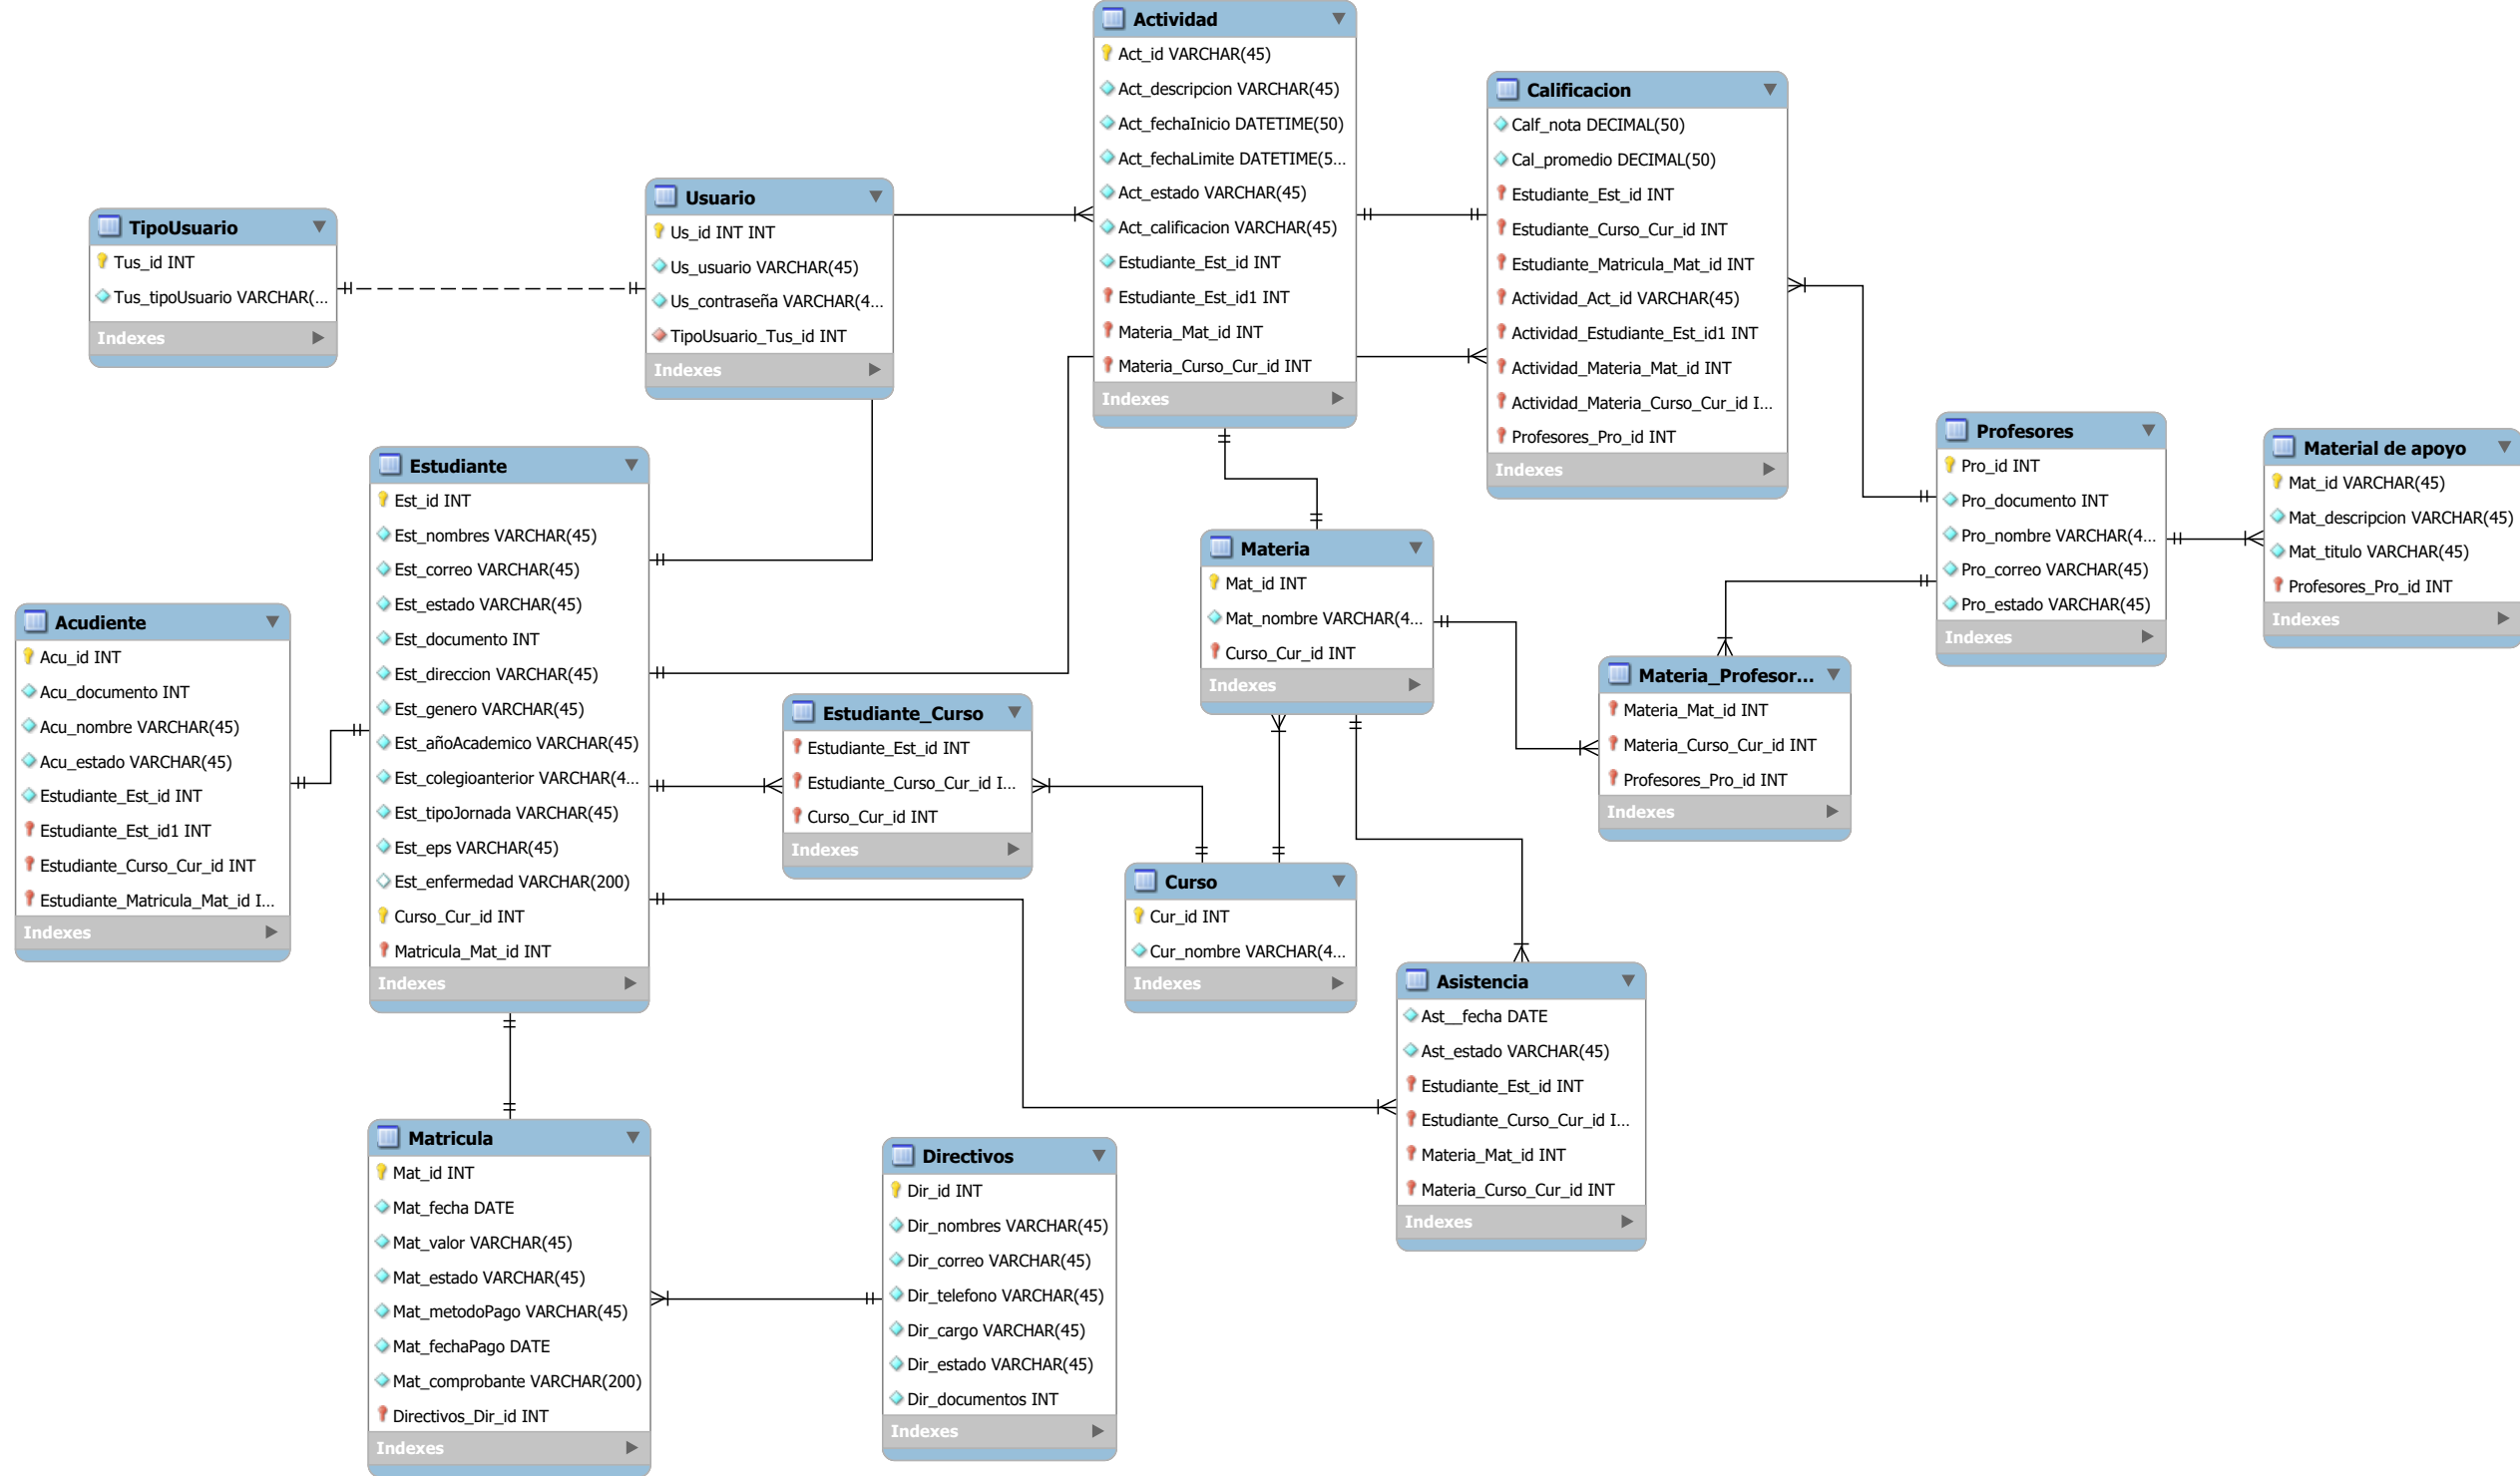 Actividad
Act_id VARCHAR(45)
Act_descripcion VARCHAR(45)
Act_fechaInicio DATETIME(50)
Act_fechaLimite DATETIME(5...
Act_estado VARCHAR(45)
Act_calificacion VARCHAR(45)
Estudiante_Est_id INT
Estudiante_Est_id1 INT
Materia_Mat_id INT
Materia_Curso_Cur_id INT
Indexes
Calificacion
Calf_nota DECIMAL(50)
Cal_promedio DECIMAL(50)
Estudiante_Est_id INT
Estudiante_Curso_Cur_id INT
Estudiante_Matricula_Mat_id INT
Actividad_Act_id VARCHAR(45)
Actividad_Estudiante_Est_id1 INT
Actividad_Materia_Mat_id INT
Actividad_Materia_Curso_Cur_id I...
Profesores_Pro_id INT
Indexes
TipoUsuario
Tus_id INT
Tus_tipoUsuario VARCHAR(...
Indexes
Usuario
Us_id INT INT
Us_usuario VARCHAR(45)
Us_contraseña VARCHAR(4...
TipoUsuario_Tus_id INT
Indexes
Profesores
Pro_id INT
Pro_documento INT
Pro_nombre VARCHAR(4...
Pro_correo VARCHAR(45)
Pro_estado VARCHAR(45)
Indexes
Material de apoyo
Mat_id VARCHAR(45)
Mat_descripcion VARCHAR(45)
Mat_titulo VARCHAR(45)
Profesores_Pro_id INT
Indexes
Estudiante
Est_id INT
Est_nombres VARCHAR(45)
Est_correo VARCHAR(45)
Est_estado VARCHAR(45)
Est_documento INT
Est_direccion VARCHAR(45)
Est_genero VARCHAR(45)
Est_añoAcademico VARCHAR(45)
Est_colegioanterior VARCHAR(4...
Est_tipoJornada VARCHAR(45)
Est_eps VARCHAR(45)
Est_enfermedad VARCHAR(200)
Curso_Cur_id INT
Matricula_Mat_id INT
Indexes
Materia
Mat_id INT
Mat_nombre VARCHAR(4...
Curso_Cur_id INT
Indexes
Acudiente
Acu_id INT
Acu_documento INT
Acu_nombre VARCHAR(45)
Acu_estado VARCHAR(45)
Estudiante_Est_id INT
Estudiante_Est_id1 INT
Estudiante_Curso_Cur_id INT
Estudiante_Matricula_Mat_id I...
Indexes
Estudiante_Curso
Estudiante_Est_id INT
Estudiante_Curso_Cur_id I...
Curso_Cur_id INT
Indexes
Materia_Profesor...
Materia_Mat_id INT
Materia_Curso_Cur_id INT
Profesores_Pro_id INT
Indexes
Curso
Cur_id INT
Cur_nombre VARCHAR(4...
Indexes
Asistencia
Ast__fecha DATE
Ast_estado VARCHAR(45)
Estudiante_Est_id INT
Estudiante_Curso_Cur_id I...
Materia_Mat_id INT
Materia_Curso_Cur_id INT
Indexes
Matricula
Mat_id INT
Mat_fecha DATE
Mat_valor VARCHAR(45)
Mat_estado VARCHAR(45)
Mat_metodoPago VARCHAR(45)
Mat_fechaPago DATE
Mat_comprobante VARCHAR(200)
Directivos_Dir_id INT
Indexes
Directivos
Dir_id INT
Dir_nombres VARCHAR(45)
Dir_correo VARCHAR(45)
Dir_telefono VARCHAR(45)
Dir_cargo VARCHAR(45)
Dir_estado VARCHAR(45)
Dir_documentos INT
Indexes